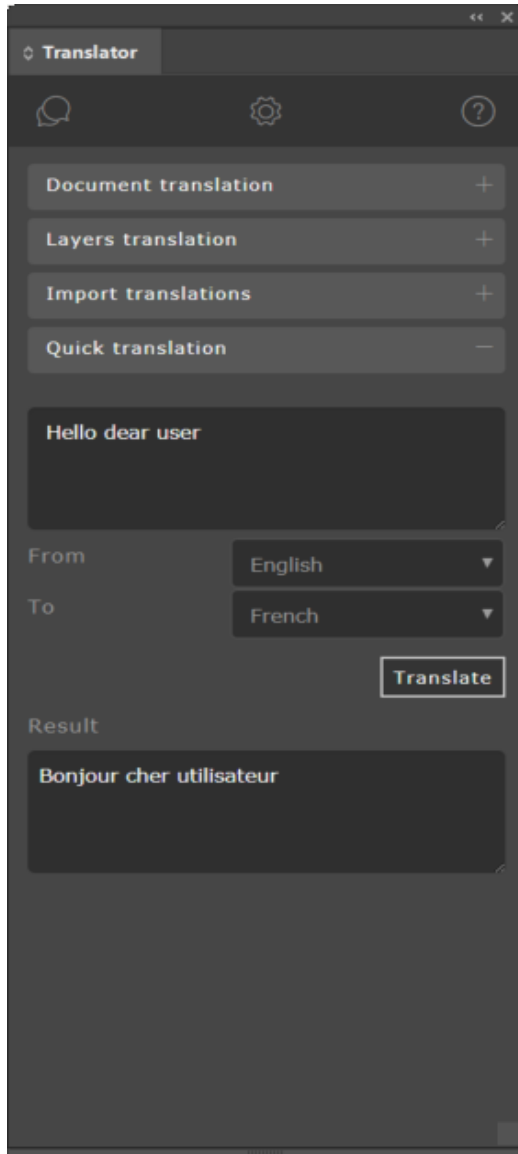 Translator
Document translation
Layers translation
Import translations
Quick translation
Hello dear user
From English
To French
Translate
Result
Bonjour cher utilisateur